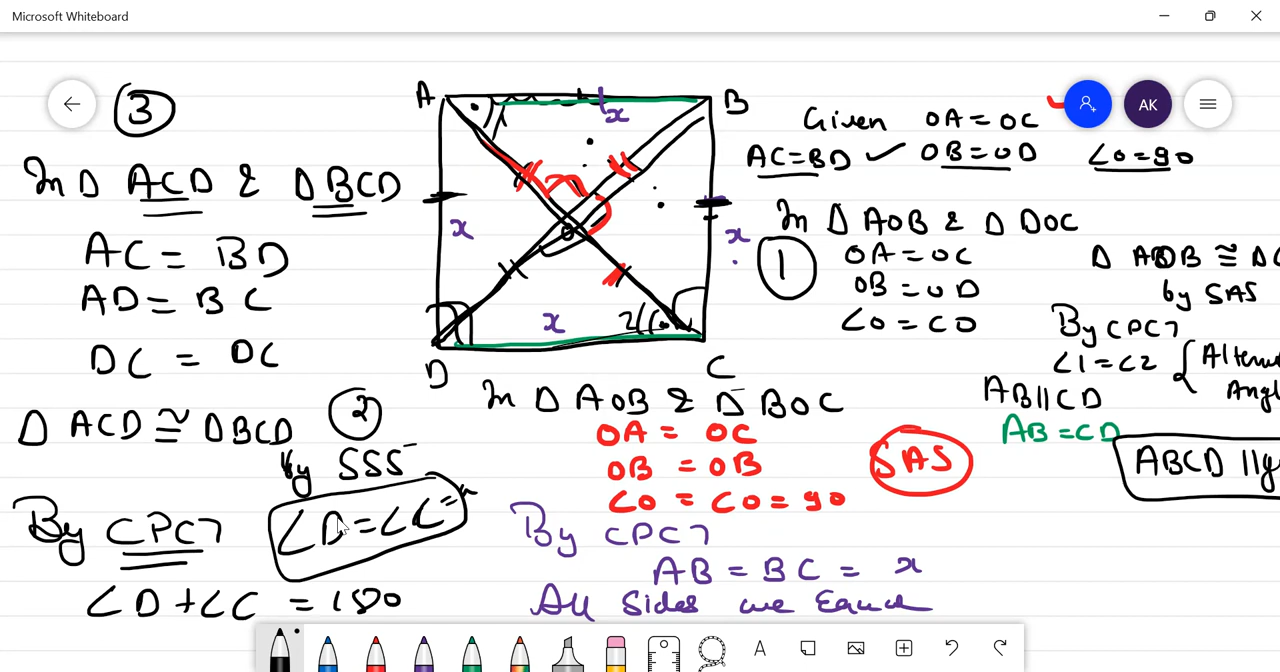 Microsoft Whiteboard
3
In Δ ACD & ΔBCD
AC = BD
AD = BC
DC = DC
Δ ACD ≅ ΔBCD
by SSS
By CPCT
∠D = ∠C = x
∠D + ∠C = 180
A
B
C
D
O
x
x
x
x
2
AK
Given OA = OC
AC = BD ✓ OB = OD ∠O = 90
1
In Δ AOB & Δ DOC
OA = OC
OB = OD
∠O = ∠O
Δ AOB ≅ Δ
by SAS
By CPCT
∠1 = ∠2 {
AB || CD
AB = CD
ABCD ||g
2
In Δ AOB & Δ BOC
OA = OC
OB = OB
∠O = ∠O = 90
SAS
By CPCT
AB = BC = x
All Sides are Equal